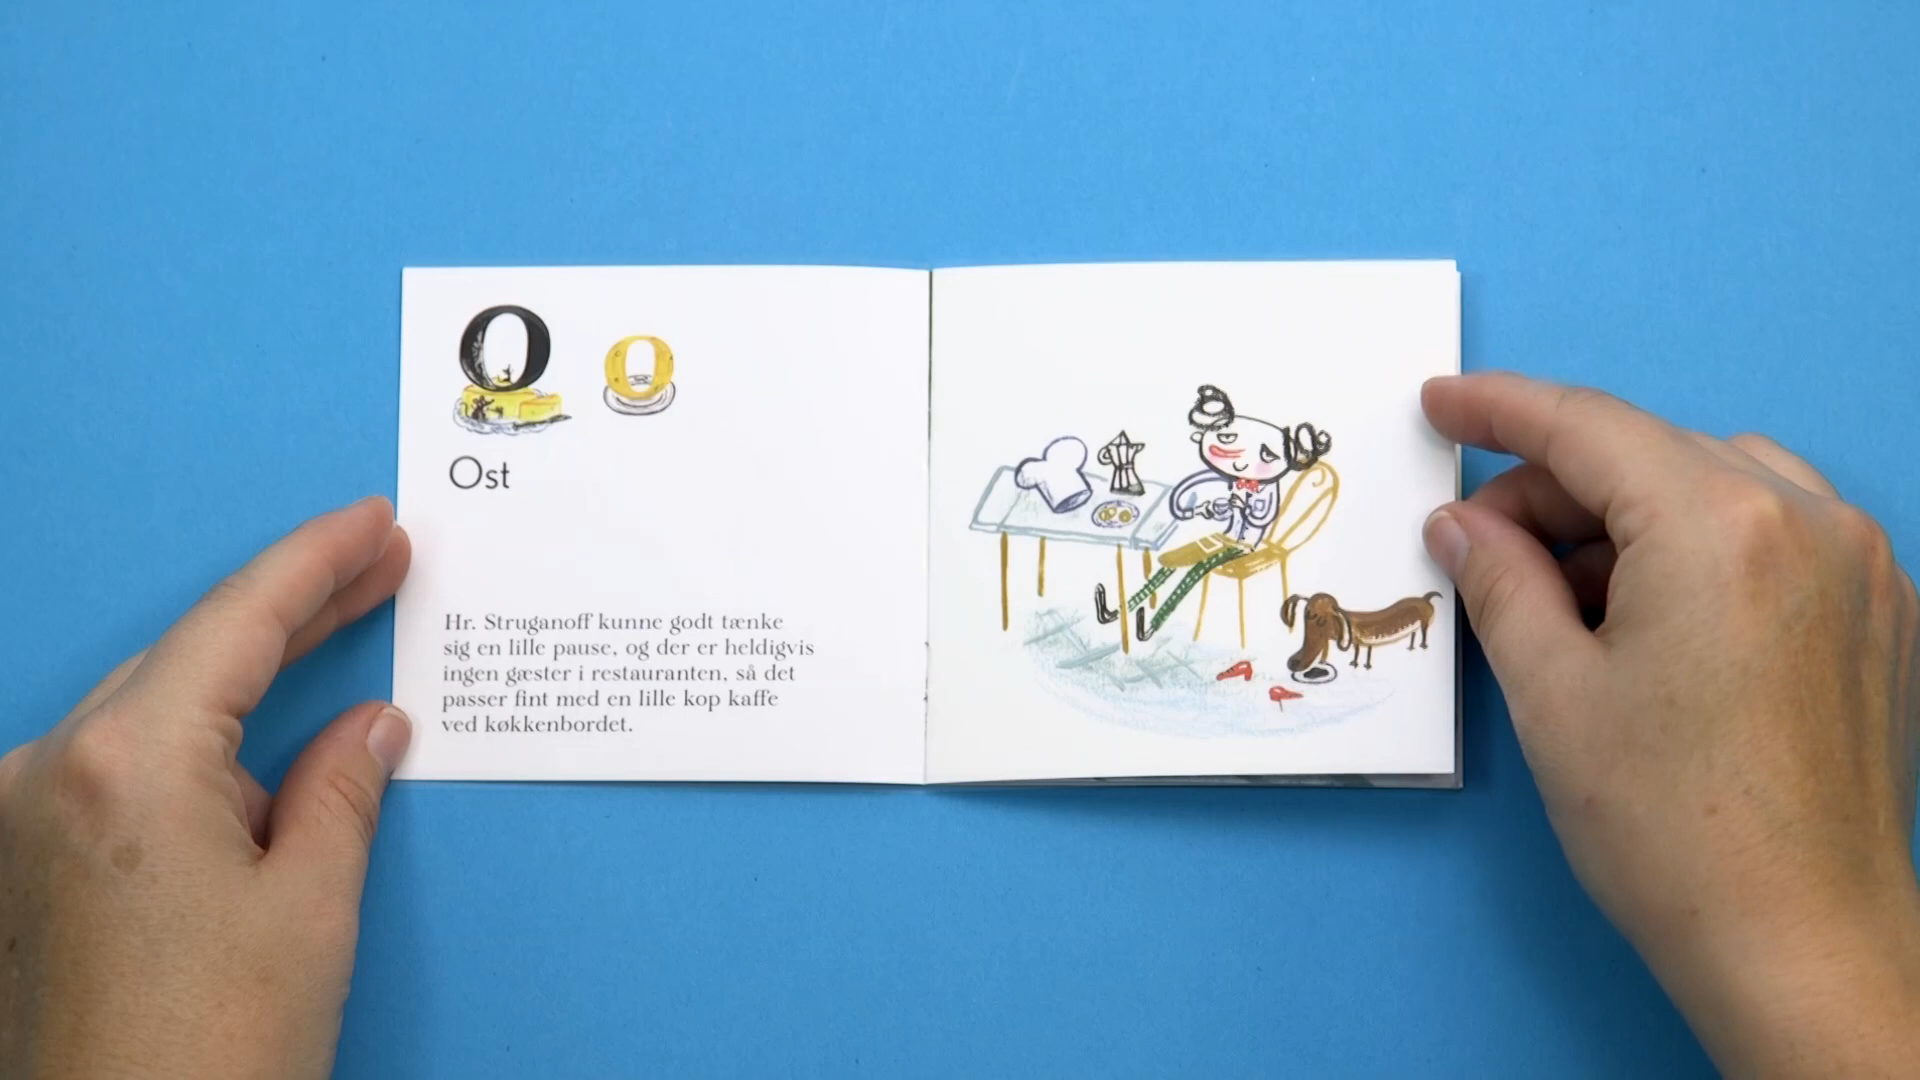 O o
Ost
Hr. Struganoff kunne godt tænke
sig en lille pause, og der er heldigvis
ingen gæster i restauranten, så det
passer fint med en lille kop kaffe
ved køkkenbordet.